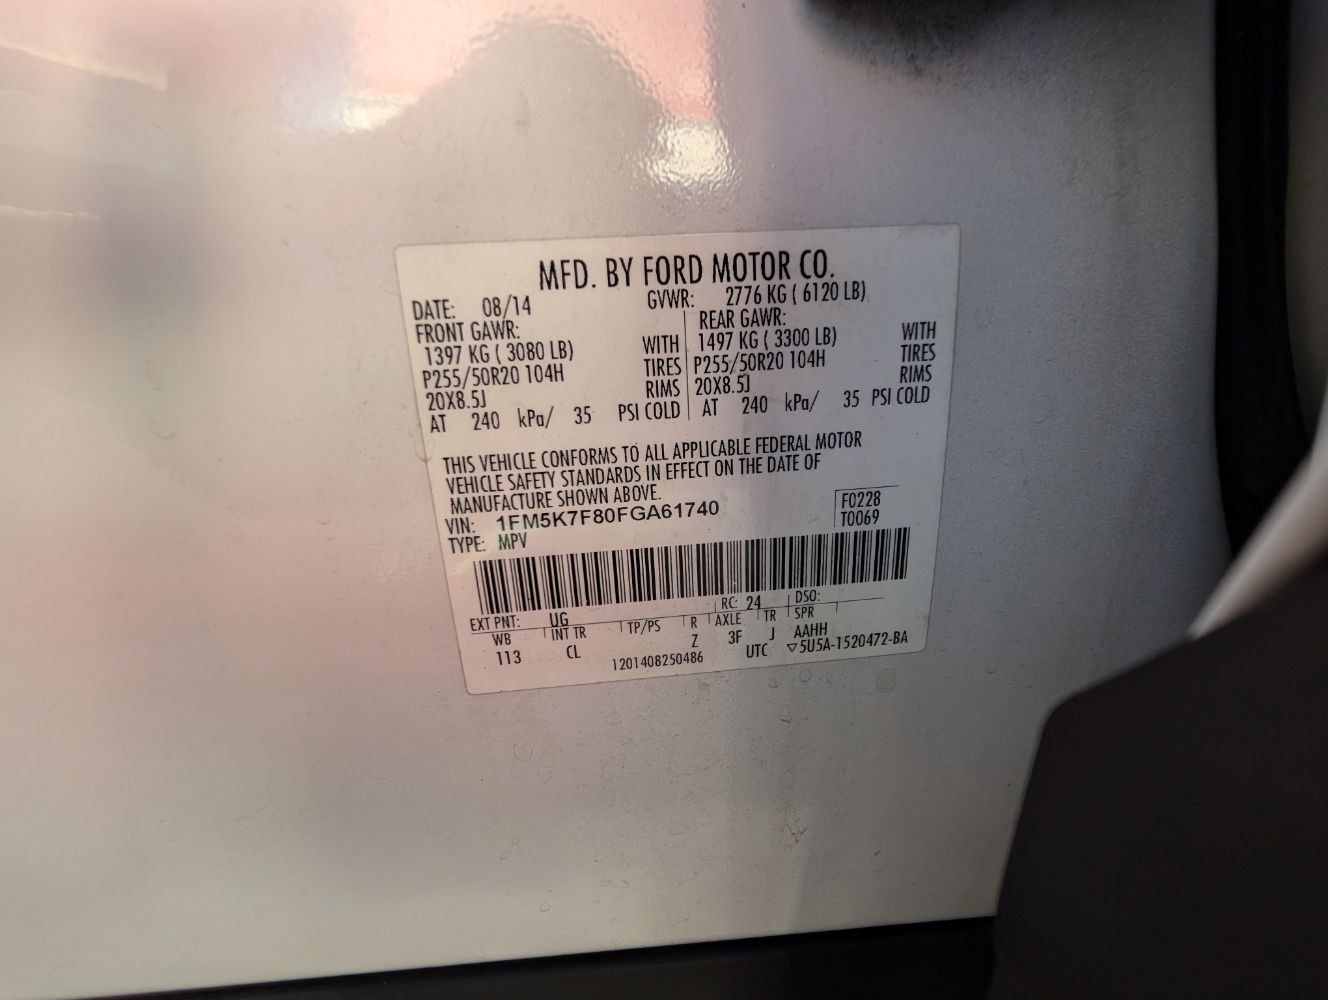 MFD. BY FORD MOTOR CO.
DATE: 08/14 GVWR: 2776 KG ( 6120 LB)
FRONT GAWR: REAR GAWR:
1397 KG ( 3080 LB) WITH 1497 KG ( 3300 LB) WITH
P255/50R20 104H TIRES P255/50R20 104H TIRES
20X8.5J RIMS 20X8.5J RIMS
AT 240 kPa/ 35 PSI COLD AT 240 kPa/ 35 PSI COLD
THIS VEHICLE CONFORMS TO ALL APPLICABLE FEDERAL MOTOR
VEHICLE SAFETY STANDARDS IN EFFECT ON THE DATE OF
MANUFACTURE SHOWN ABOVE.
VIN: 1FM5K7F80FGA61740 F0228
TYPE: MPV T0069
EXT PNT: UG RC: 24 DSO:
WB INT TR TP/PS R AXLE TR SPR
113 CL Z 3F J AAHH
1201408250486 UTC ▽5U5A-1520472-BA